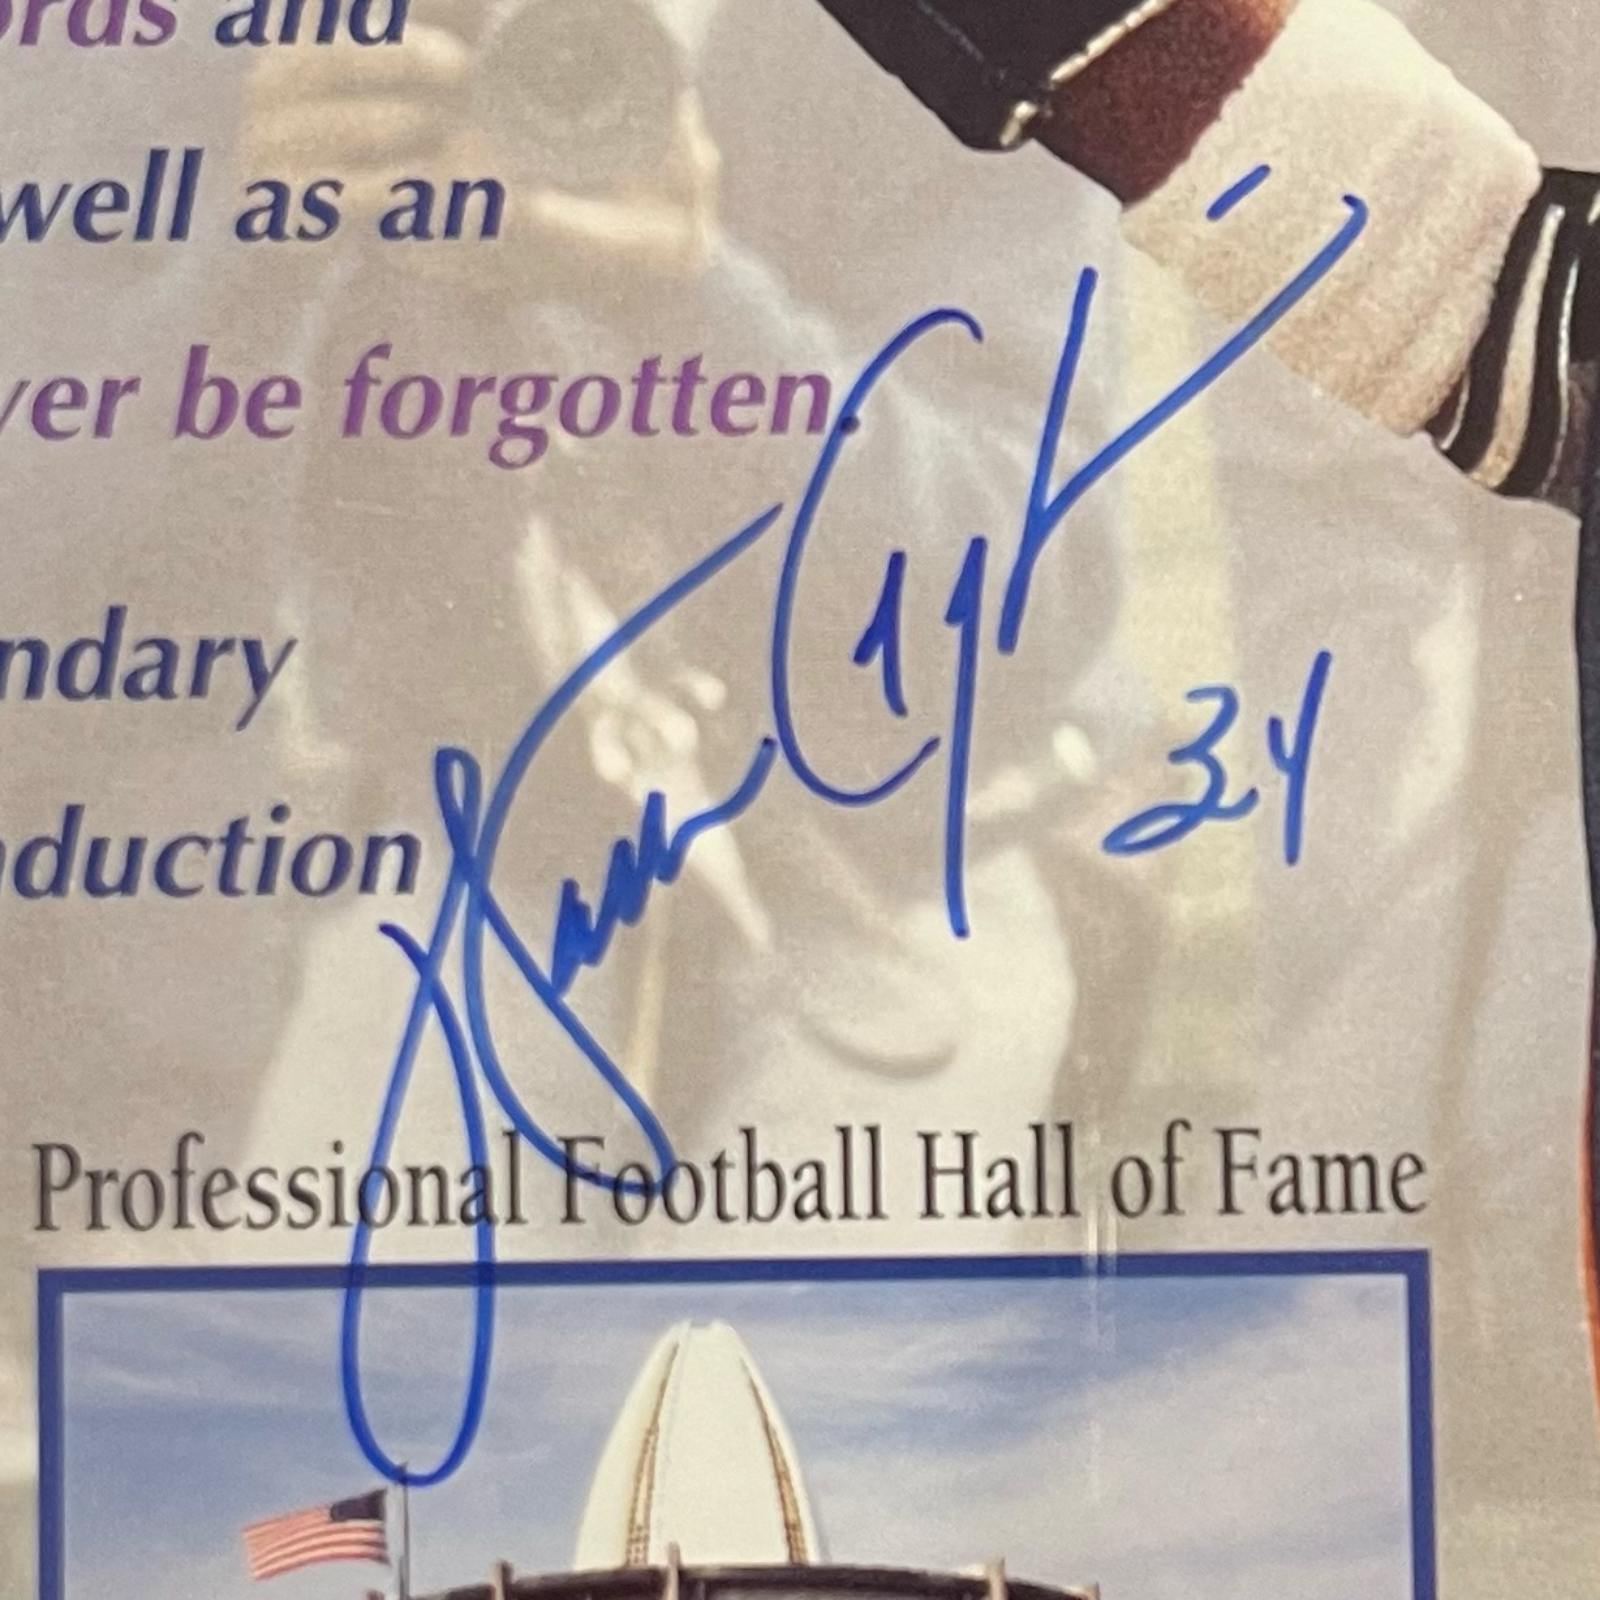 ords and
well as an
ver be forgotten.
ndary
duction
34
Professional Football Hall of Fame